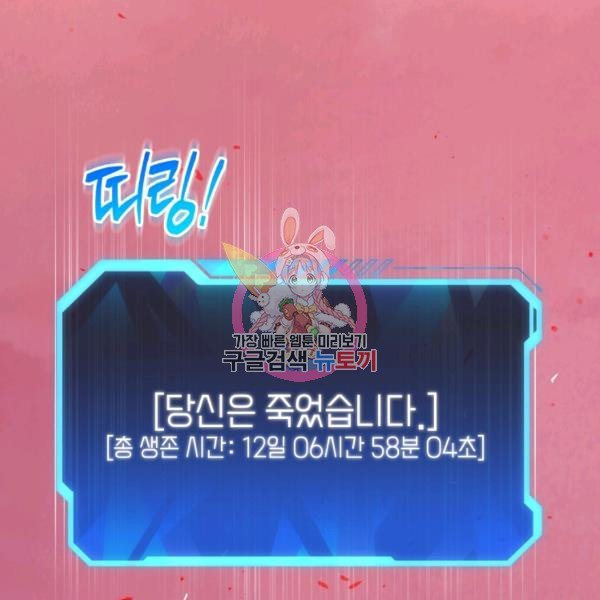 띠링!
가장 빠른 웹툰 미리보기
구글검색 뉴토끼
[당신은 죽었습니다.]
[총 생존 시간: 12일 06시간 58분 04초]